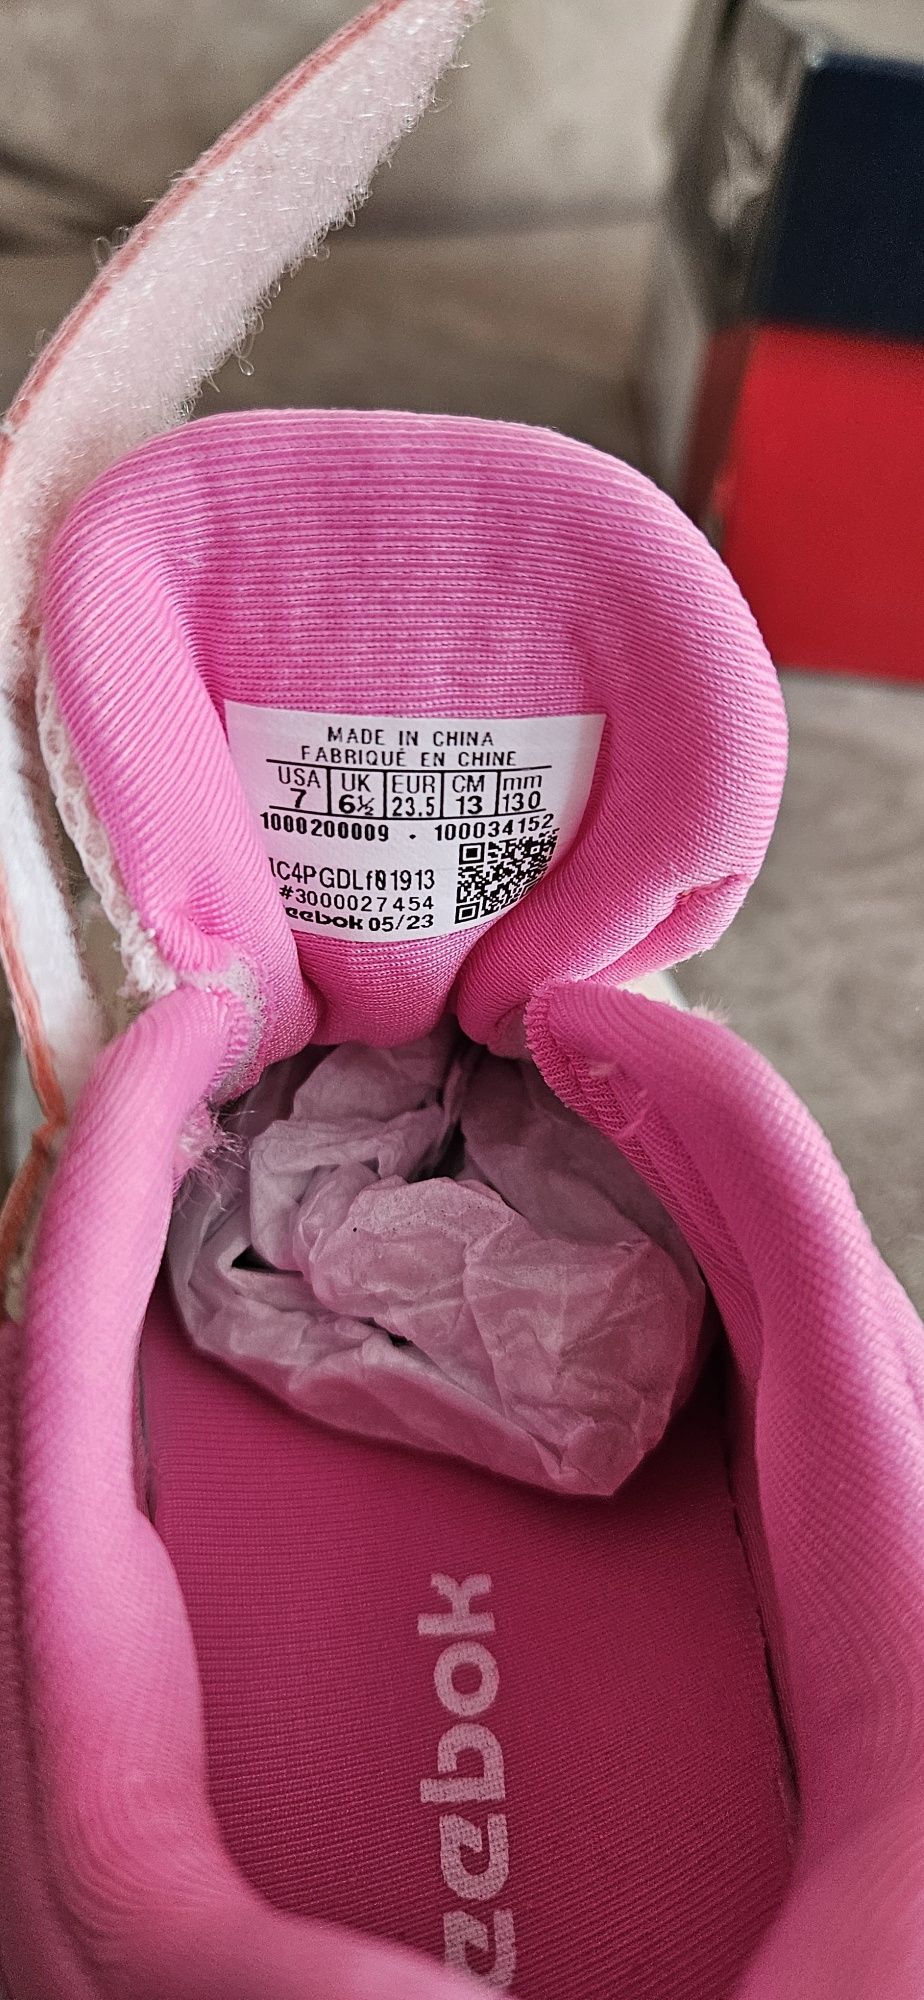 MADE IN CHINA
FABRIQUÉ EN CHINE
USA UK EUR CM mm
7 6½ 23.5 13 130
1000200009 . 100034152
#3000027454
eebok 05/23
eebok